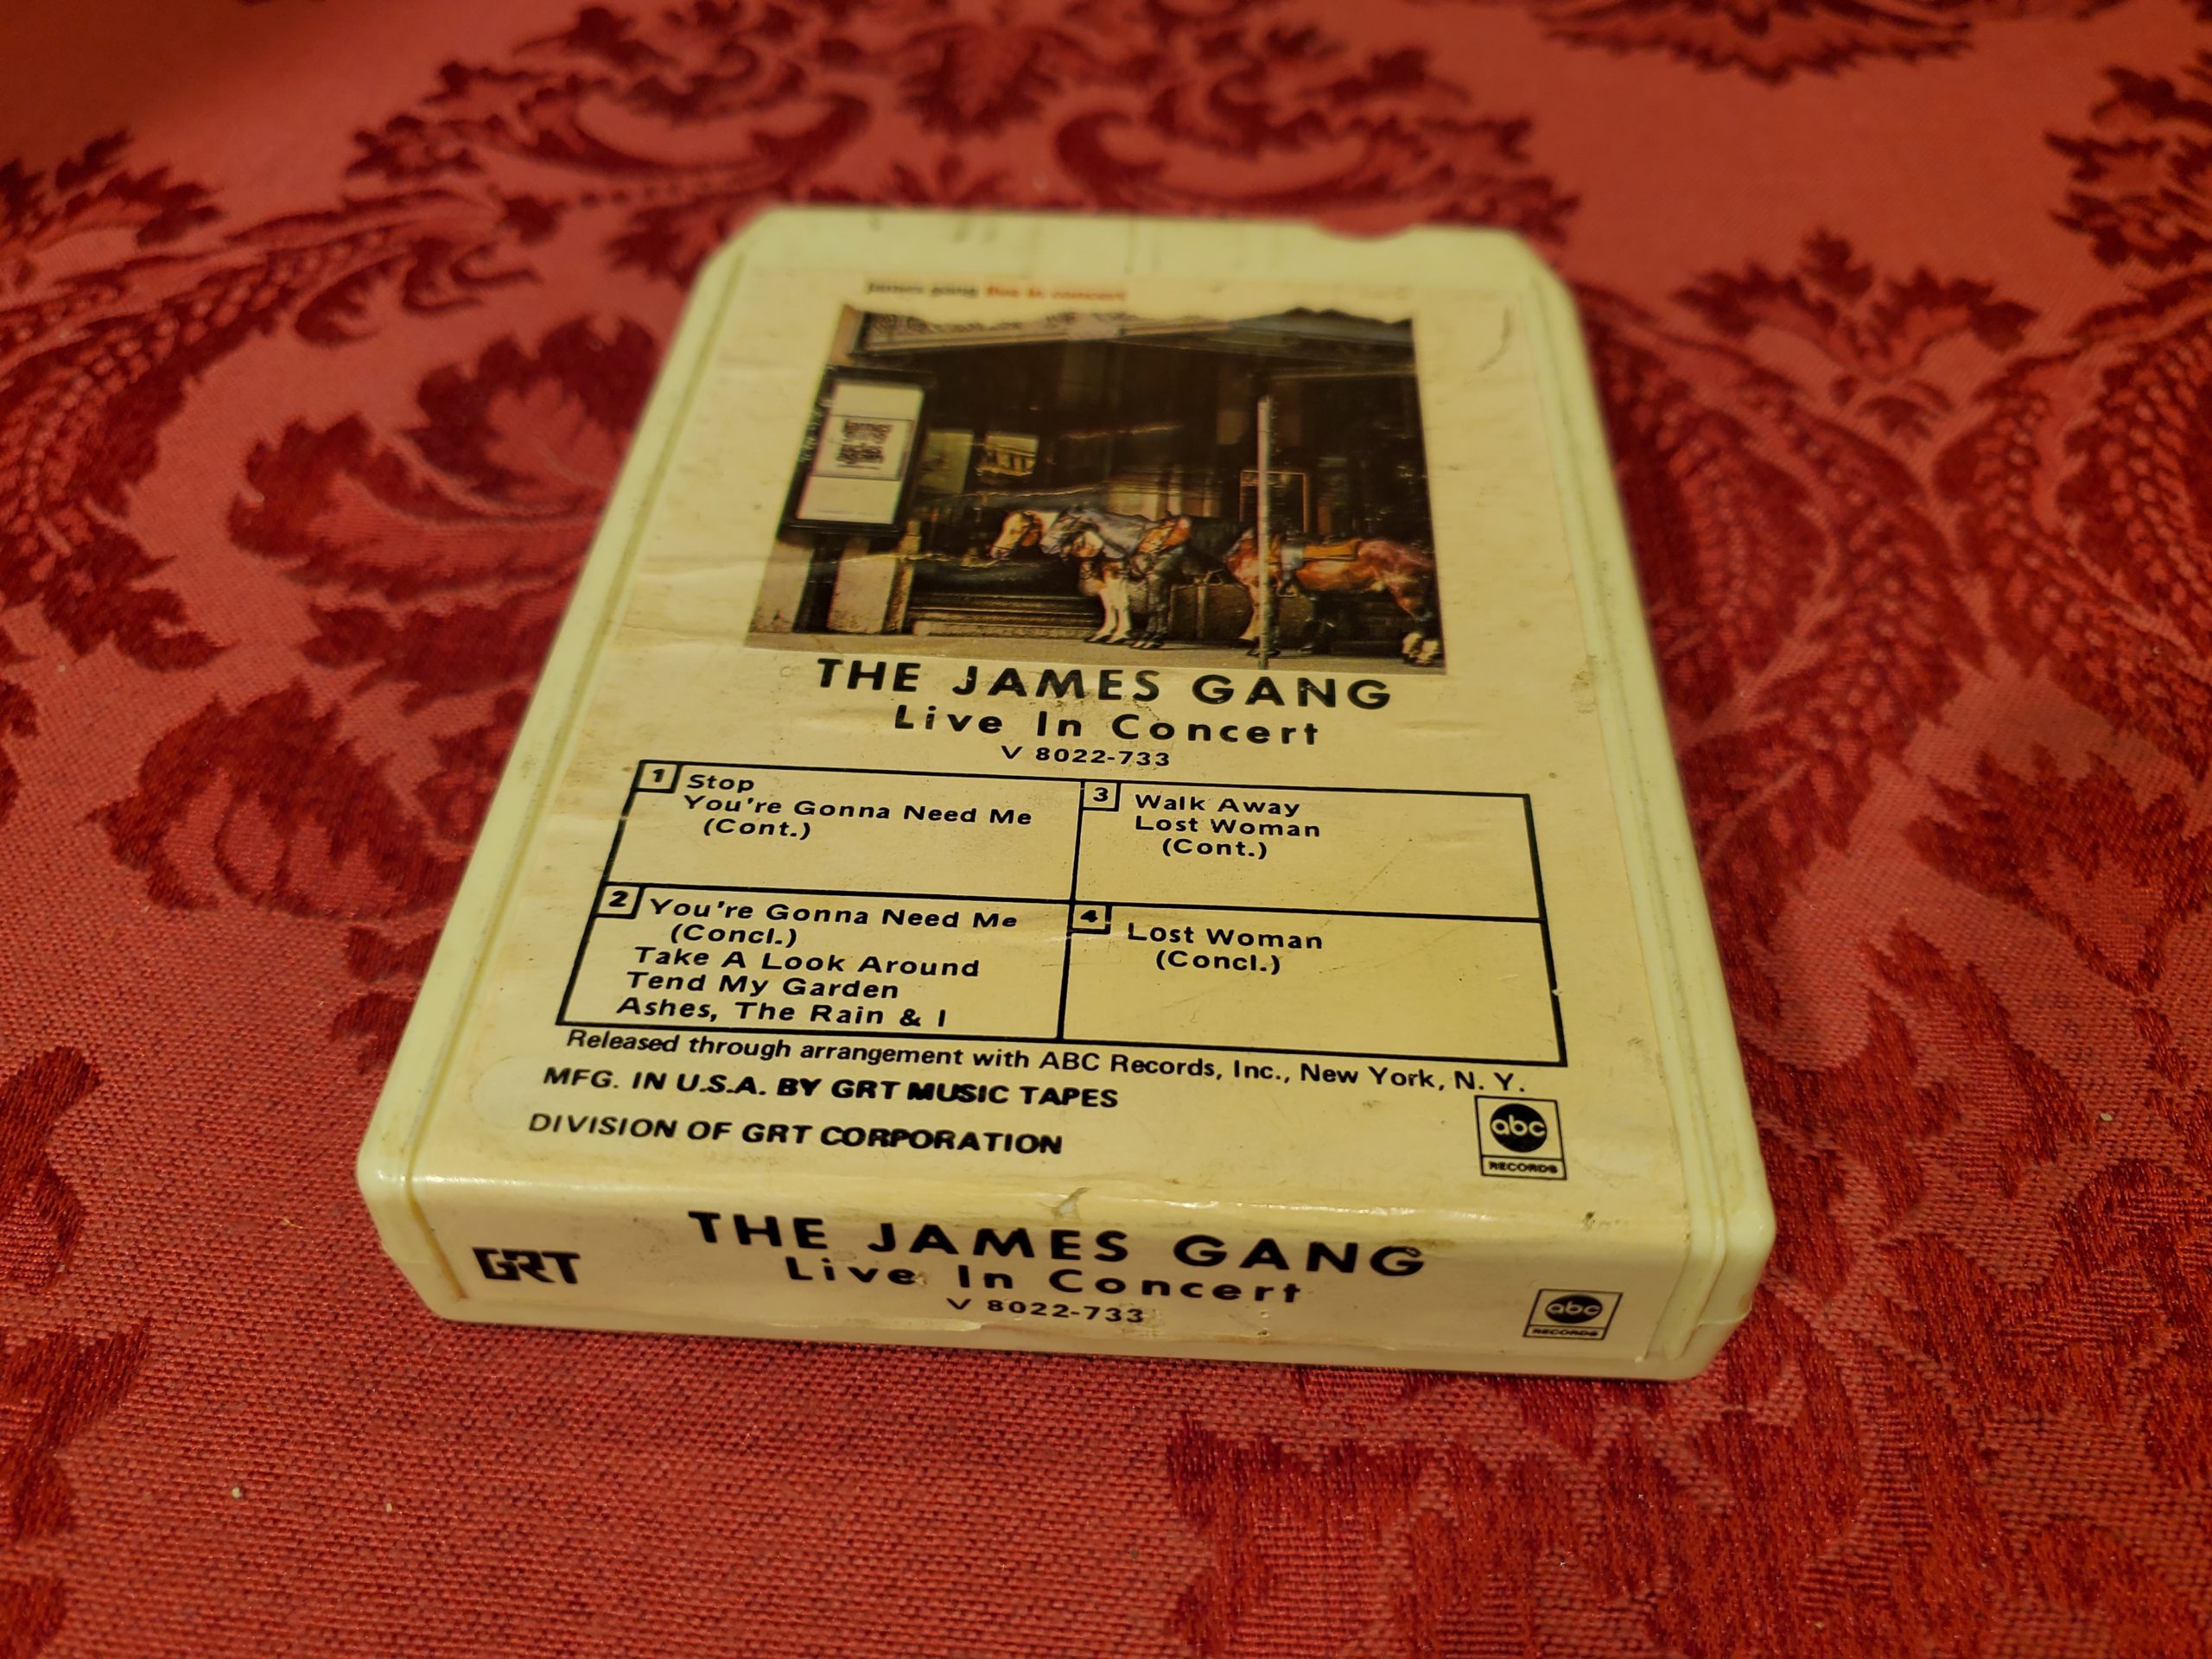 james gang live in concert
THE JAMES GANG
Live In Concert
V 8022-733
1 Stop
You're Gonna Need Me
(Cont.)
2 You're Gonna Need Me
(Concl.)
Take A Look Around
Tend My Garden
Ashes, The Rain & I
3 Walk Away
Lost Woman
(Cont.)
4 Lost Woman
(Concl.)
Released through arrangement with ABC Records, Inc., New York, N. Y.
MFG. IN U.S.A. BY GRT MUSIC TAPES
DIVISION OF GRT CORPORATION
abc
RECORDS
GRT
THE JAMES GANG
Live In Concert
V 8022-733
abc
RECORDS